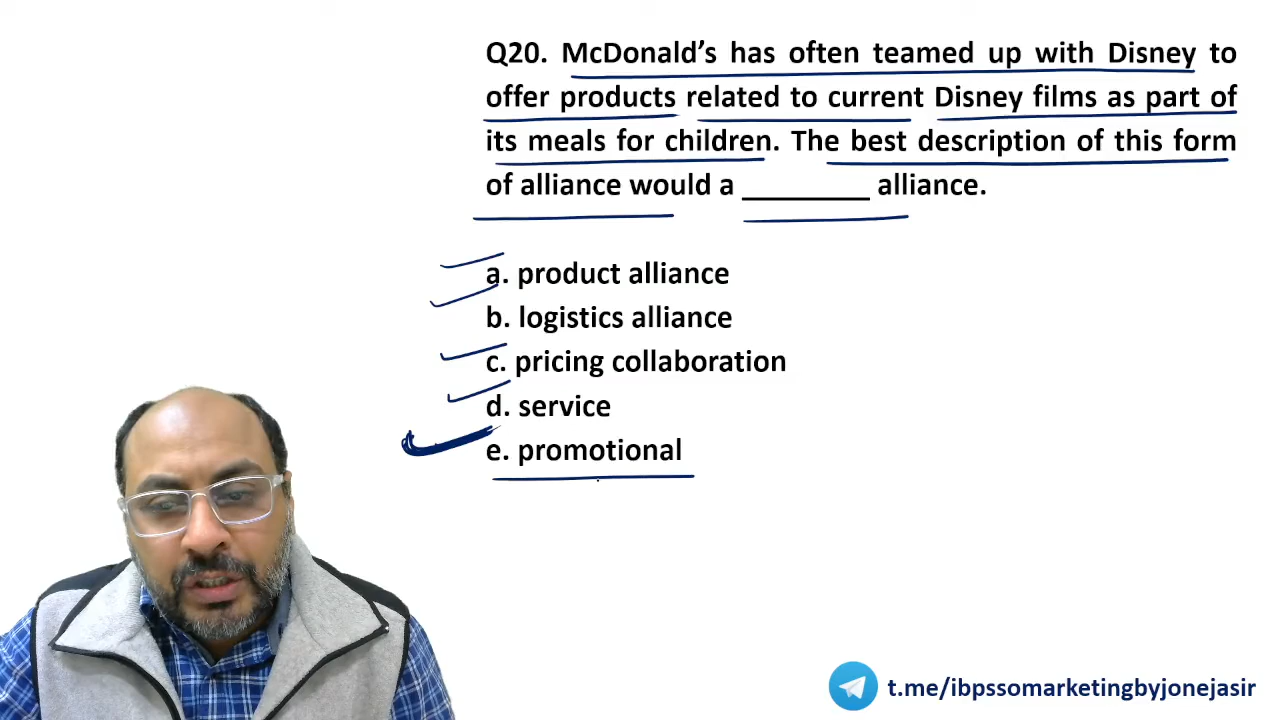 Q20. McDonald’s has often teamed up with Disney to
offer products related to current Disney films as part of
its meals for children. The best description of this form
of alliance would a ________ alliance.
a. product alliance
b. logistics alliance
c. pricing collaboration
d. service
e. promotional
t.me/ibpssomarketingbyjonejasir